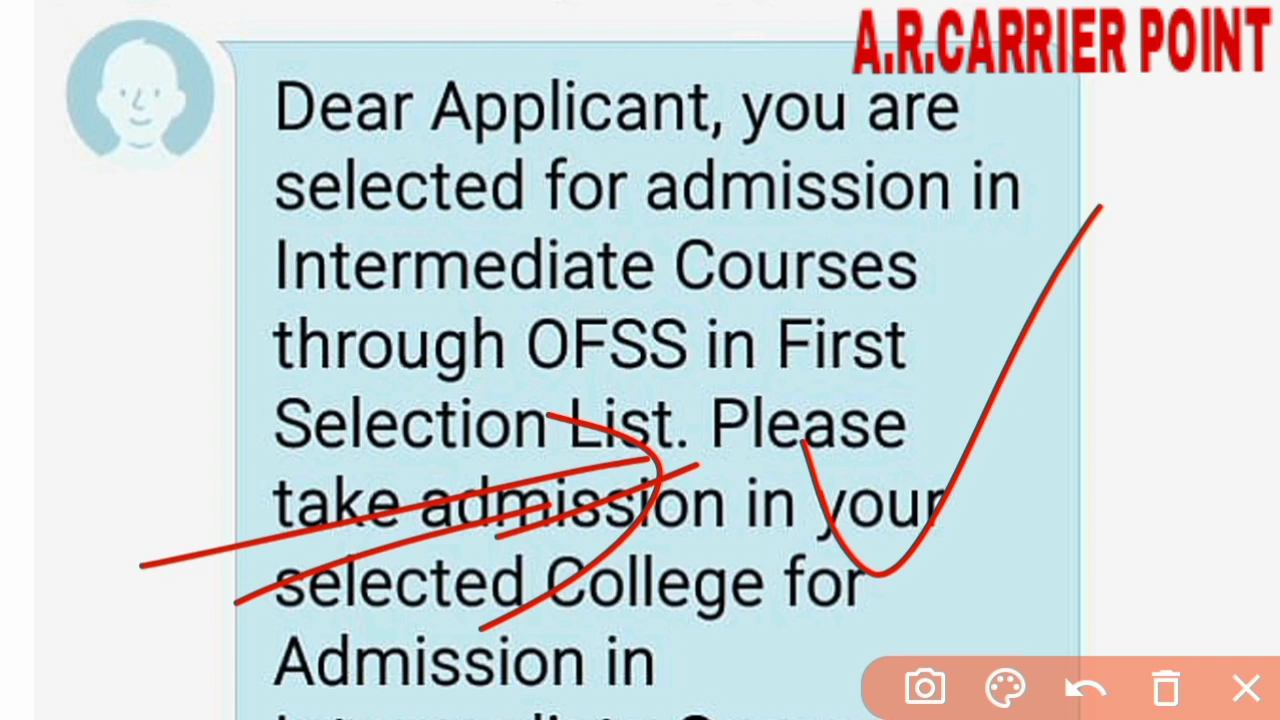 A.R.CARRIER POINT
Dear Applicant, you are
selected for admission in
Intermediate Courses
through OFSS in First
Selection List. Please
take admission in your
selected College for
Admission in